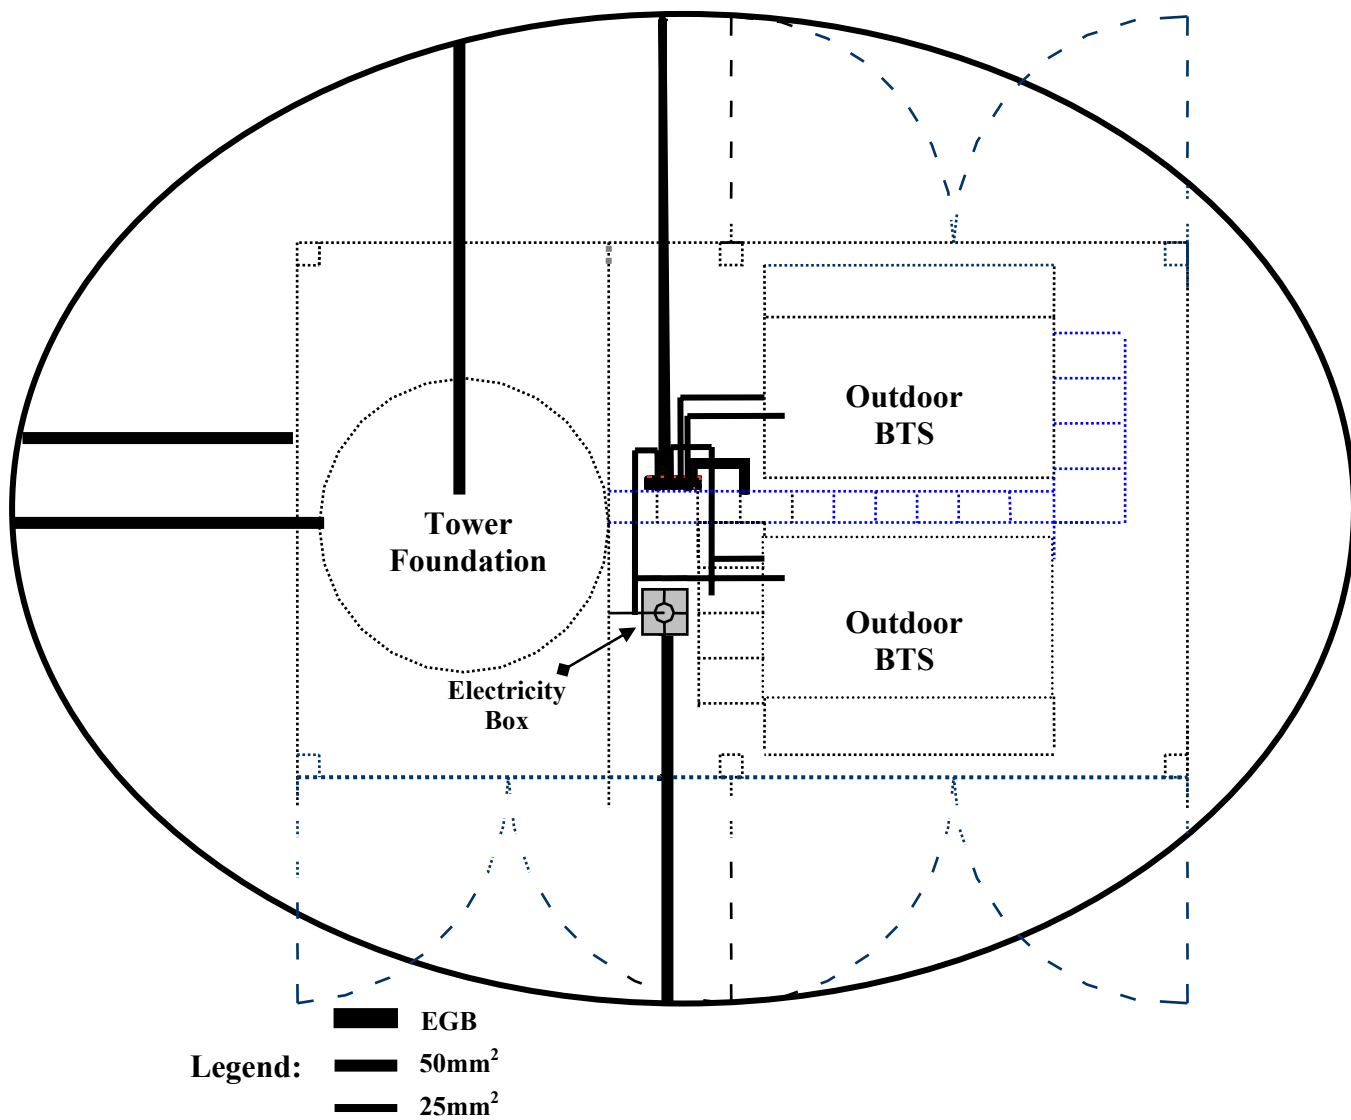 Outdoor
BTS
Tower
Foundation
Outdoor
BTS
Electricity
Box
EGB
Legend: 50mm²
25mm²